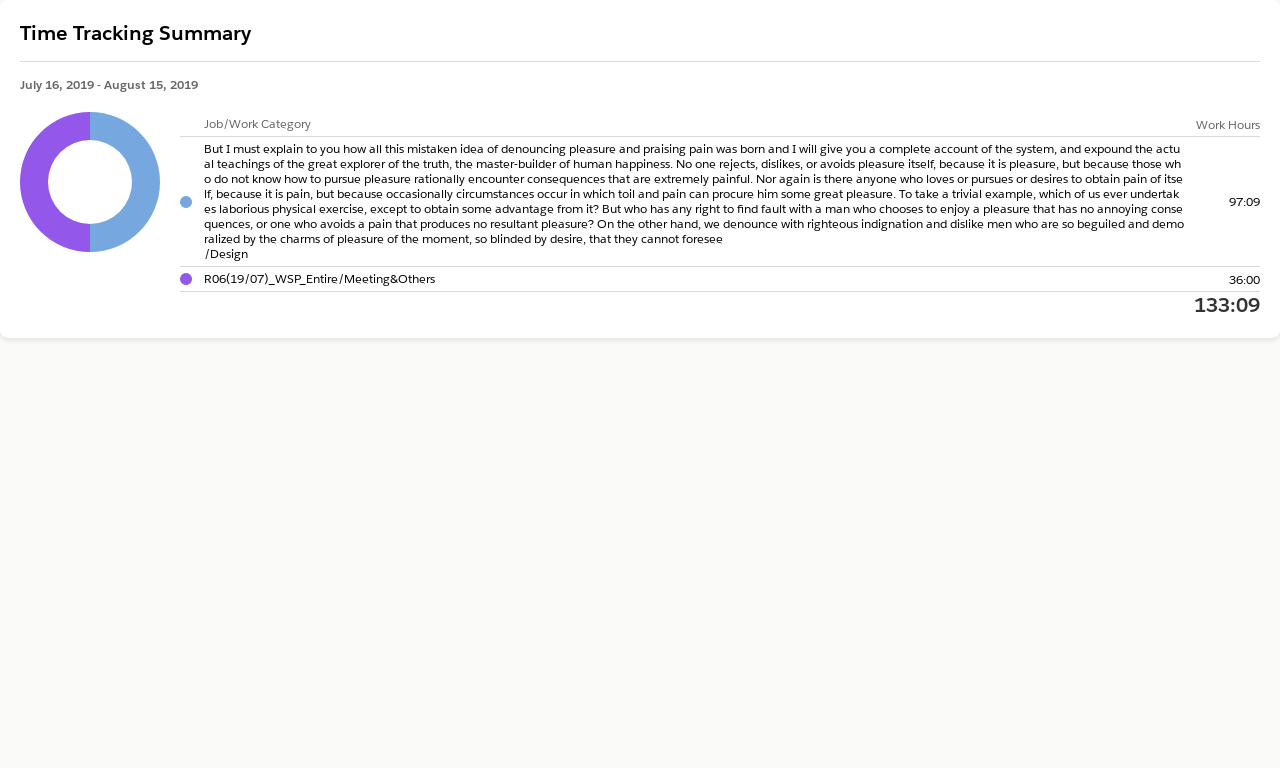 Time Tracking Summary
July 16, 2019 - August 15, 2019
Job/Work Category
Work Hours
But I must explain to you how all this mistaken idea of denouncing pleasure and praising pain was born and I will give you a complete account of the system, and expound the actu
al teachings of the great explorer of the truth, the master-builder of human happiness. No one rejects, dislikes, or avoids pleasure itself, because it is pleasure, but because those wh
o do not know how to pursue pleasure rationally encounter consequences that are extremely painful. Nor again is there anyone who loves or pursues or desires to obtain pain of itse
lf, because it is pain, but because occasionally circumstances occur in which toil and pain can procure him some great pleasure. To take a trivial example, which of us ever undertak
es laborious physical exercise, except to obtain some advantage from it? But who has any right to find fault with a man who chooses to enjoy a pleasure that has no annoying conse
quences, or one who avoids a pain that produces no resultant pleasure? On the other hand, we denounce with righteous indignation and dislike men who are so beguiled and demo
ralized by the charms of pleasure of the moment, so blinded by desire, that they cannot foresee
/Design
97:09
R06(19/07)_WSP_Entire/Meeting&Others
36:00
133:09